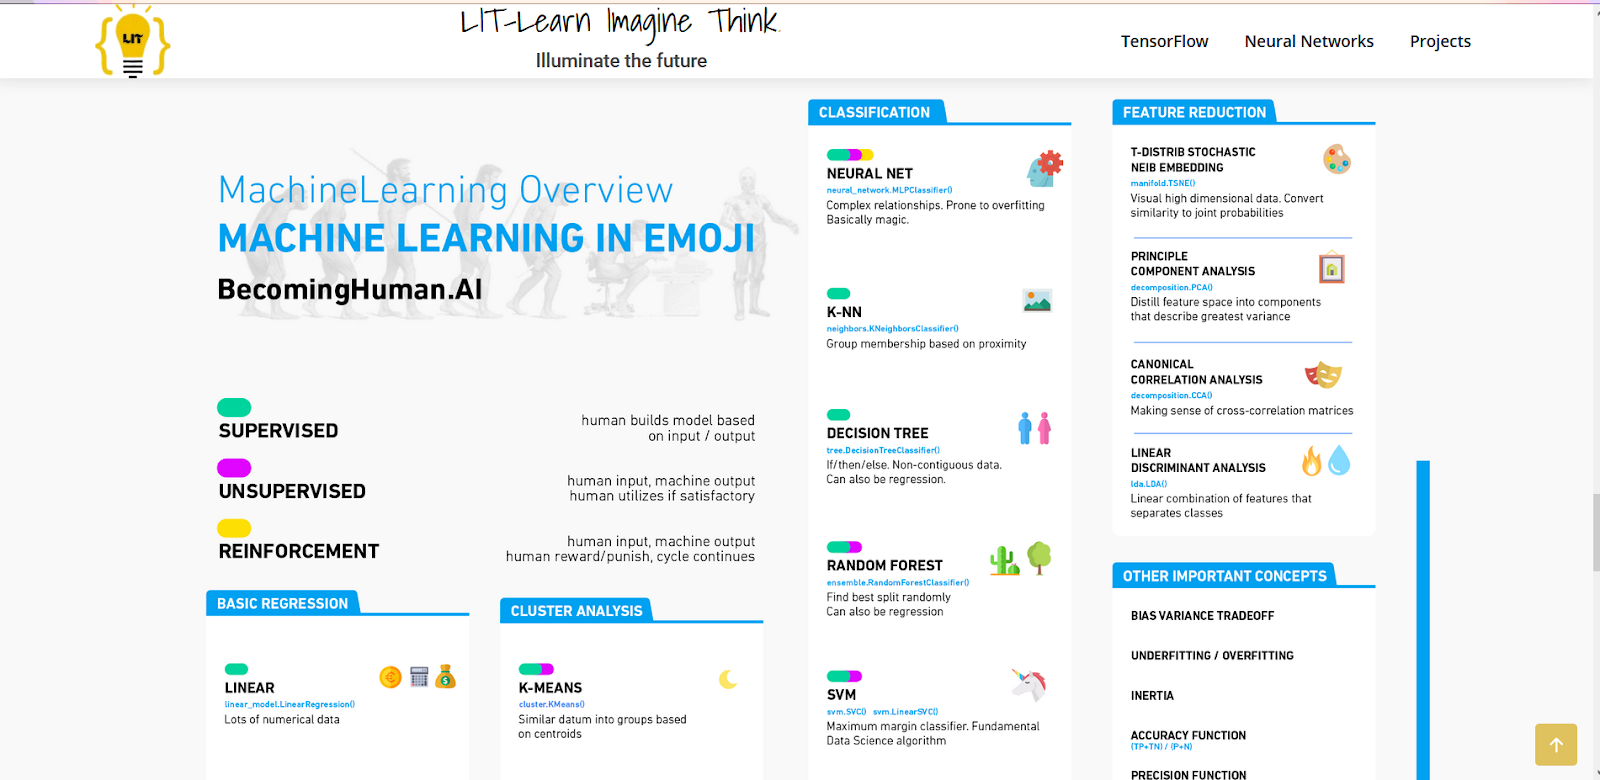 LIT
LIT-Learn Imagine Think.
Illuminate the future
TensorFlow
Neural Networks
Projects
MachineLearning Overview
MACHINE LEARNING IN EMOJI
BecomingHuman.AI
SUPERVISED
human builds model based
on input / output
UNSUPERVISED
human input, machine output
human utilizes if satisfactory
REINFORCEMENT
human input, machine output
human reward/punish, cycle continues
BASIC REGRESSION
LINEAR
linear_model.LinearRegression()
Lots of numerical data
CLUSTER ANALYSIS
K-MEANS
cluster.KMeans()
Similar datum into groups based
on centroids
CLASSIFICATION
NEURAL NET
neural_network.MLPClassifier()
Complex relationships. Prone to overfitting
Basically magic.
K-NN
neighbors.KNeighborsClassifier()
Group membership based on proximity
DECISION TREE
tree.DecisionTreeClassifier()
If/then/else. Non-contiguous data.
Can also be regression.
RANDOM FOREST
ensemble.RandomForestClassifier()
Find best split randomly
Can also be regression
SVM
svm.SVC() svm.LinearSVC()
Maximum margin classifier. Fundamental
Data Science algorithm
FEATURE REDUCTION
T-DISTRIB STOCHASTIC
NEIB EMBEDDING
manifold.TSNE()
Visual high dimensional data. Convert
similarity to joint probabilities
PRINCIPLE
COMPONENT ANALYSIS
decomposition.PCA()
Distill feature space into components
that describe greatest variance
CANONICAL
CORRELATION ANALYSIS
decomposition.CCA()
Making sense of cross-correlation matrices
LINEAR
DISCRIMINANT ANALYSIS
lda.LDA()
Linear combination of features that
separates classes
OTHER IMPORTANT CONCEPTS
BIAS VARIANCE TRADEOFF
UNDERFITTING / OVERFITTING
INERTIA
ACCURACY FUNCTION
(TP+TN) / (P+N)
PRECISION FUNCTION